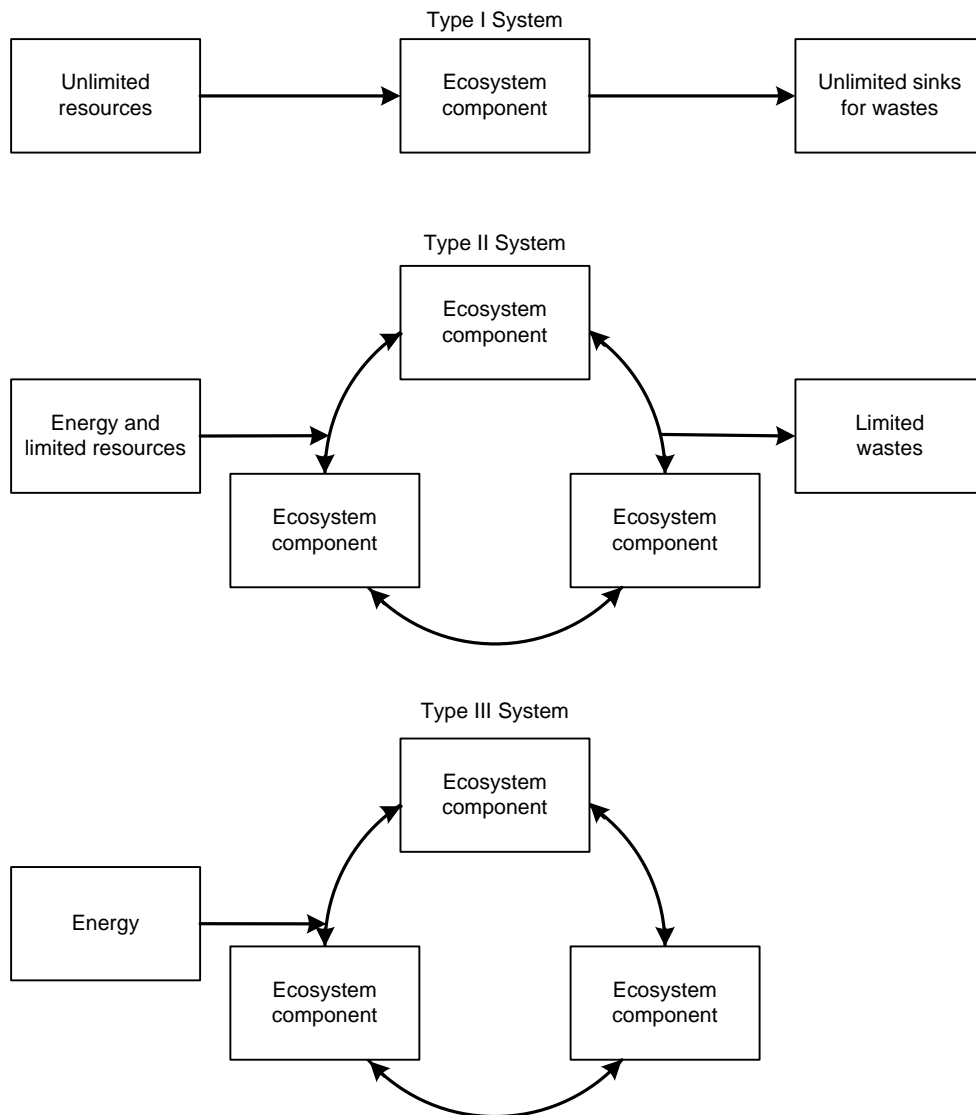 Type I System
Unlimited
resources
Ecosystem
component
Unlimited sinks
for wastes
Type II System
Ecosystem
component
Energy and
limited resources
Limited
wastes
Ecosystem
component
Ecosystem
component
Type III System
Ecosystem
component
Energy
Ecosystem
component
Ecosystem
component